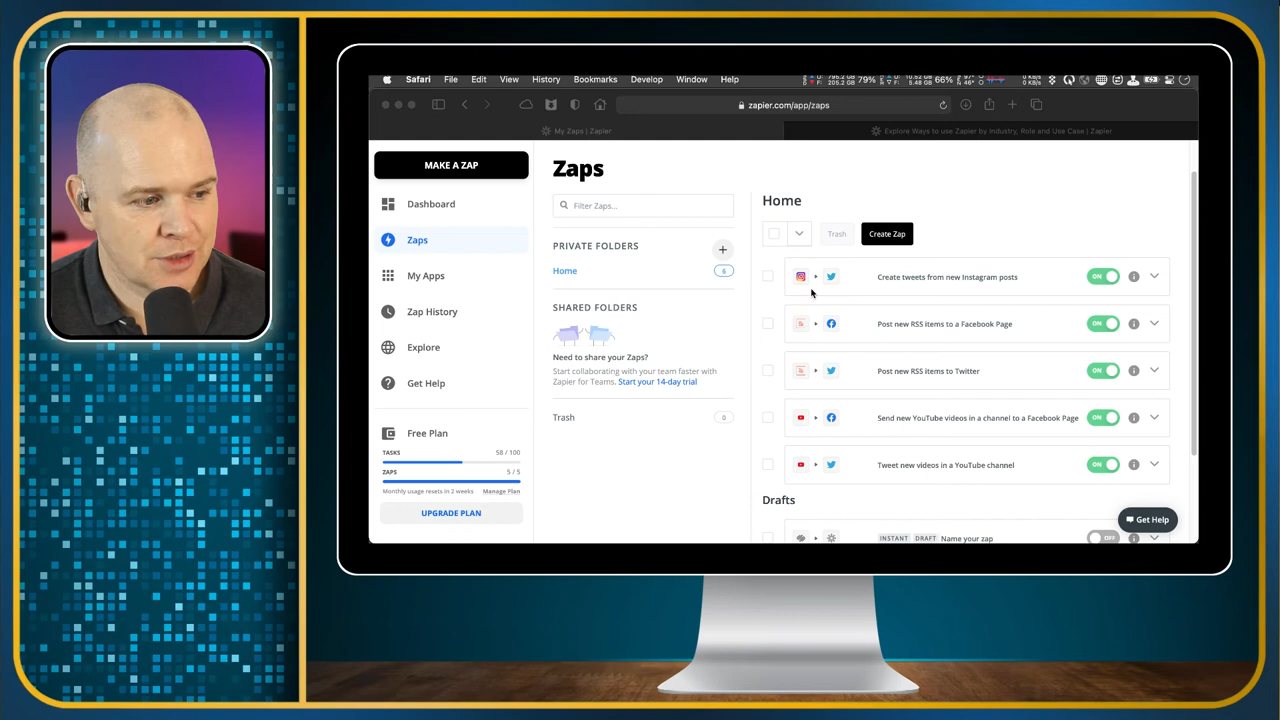 Safari File Edit View History Bookmarks Develop Window Help
79% 66%
zapier.com/app/zaps
My Zaps | Zapier
Explore Ways to use Zapier by Industry, Role and Use Case | Zapier
MAKE A ZAP
Dashboard
Zaps
My Apps
Zap History
Explore
Get Help
Free Plan
TASKS 58 / 100
ZAPS 5 / 5
Monthly usage resets in 2 weeks Manage Plan
UPGRADE PLAN
Zaps
Filter Zaps...
PRIVATE FOLDERS
Home 6
SHARED FOLDERS
Need to share your Zaps?
Start collaborating with your team faster with
Zapier for Teams. Start your 14-day trial
Trash 0
Home
Trash Create Zap
Create tweets from new Instagram posts ON
Post new RSS items to a Facebook Page ON
Post new RSS items to Twitter ON
Send new YouTube videos in a channel to a Facebook Page ON
Tweet new videos in a YouTube channel ON
Drafts
Get Help
INSTANT DRAFT Name your zap OFF